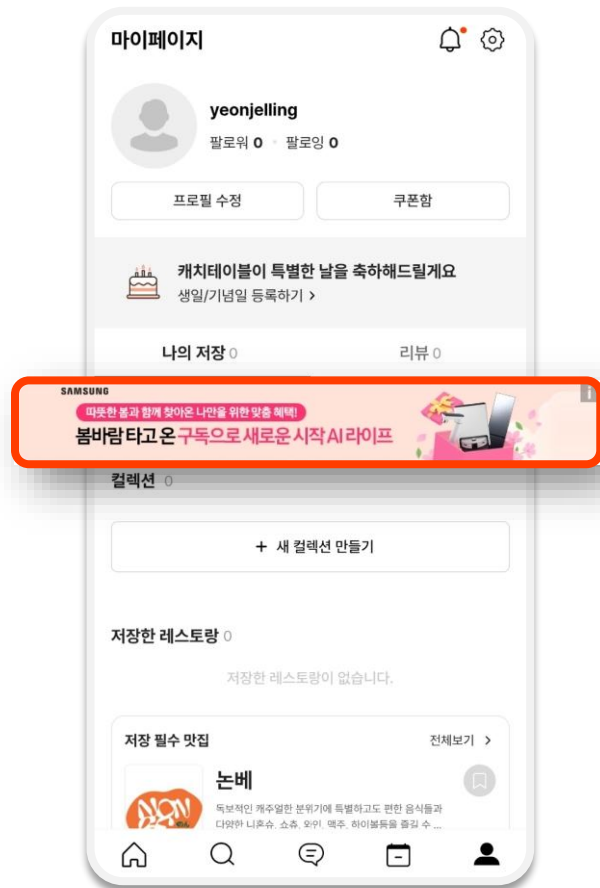 마이페이지
yeonjelling
팔로워 0 · 팔로잉 0
프로필 수정
쿠폰함
캐치테이블이 특별한 날을 축하해드릴게요
생일/기념일 등록하기 >
나의 저장 0
리뷰 0
SAMSUNG
따뜻한 봄과 함께 찾아온 나만을 위한 맞춤 혜택!
봄바람 타고 온 구독으로 새로운 시작 AI 라이프
컬렉션 0
+ 새 컬렉션 만들기
저장한 레스토랑 0
저장한 레스토랑이 없습니다.
저장 필수 맛집
전체보기 >
논베
독보적인 캐주얼한 분위기에 특별하고도 편한 음식들과
다양한 니혼슈, 쇼츄, 와인, 맥주, 하이볼등을 즐길 수 ...